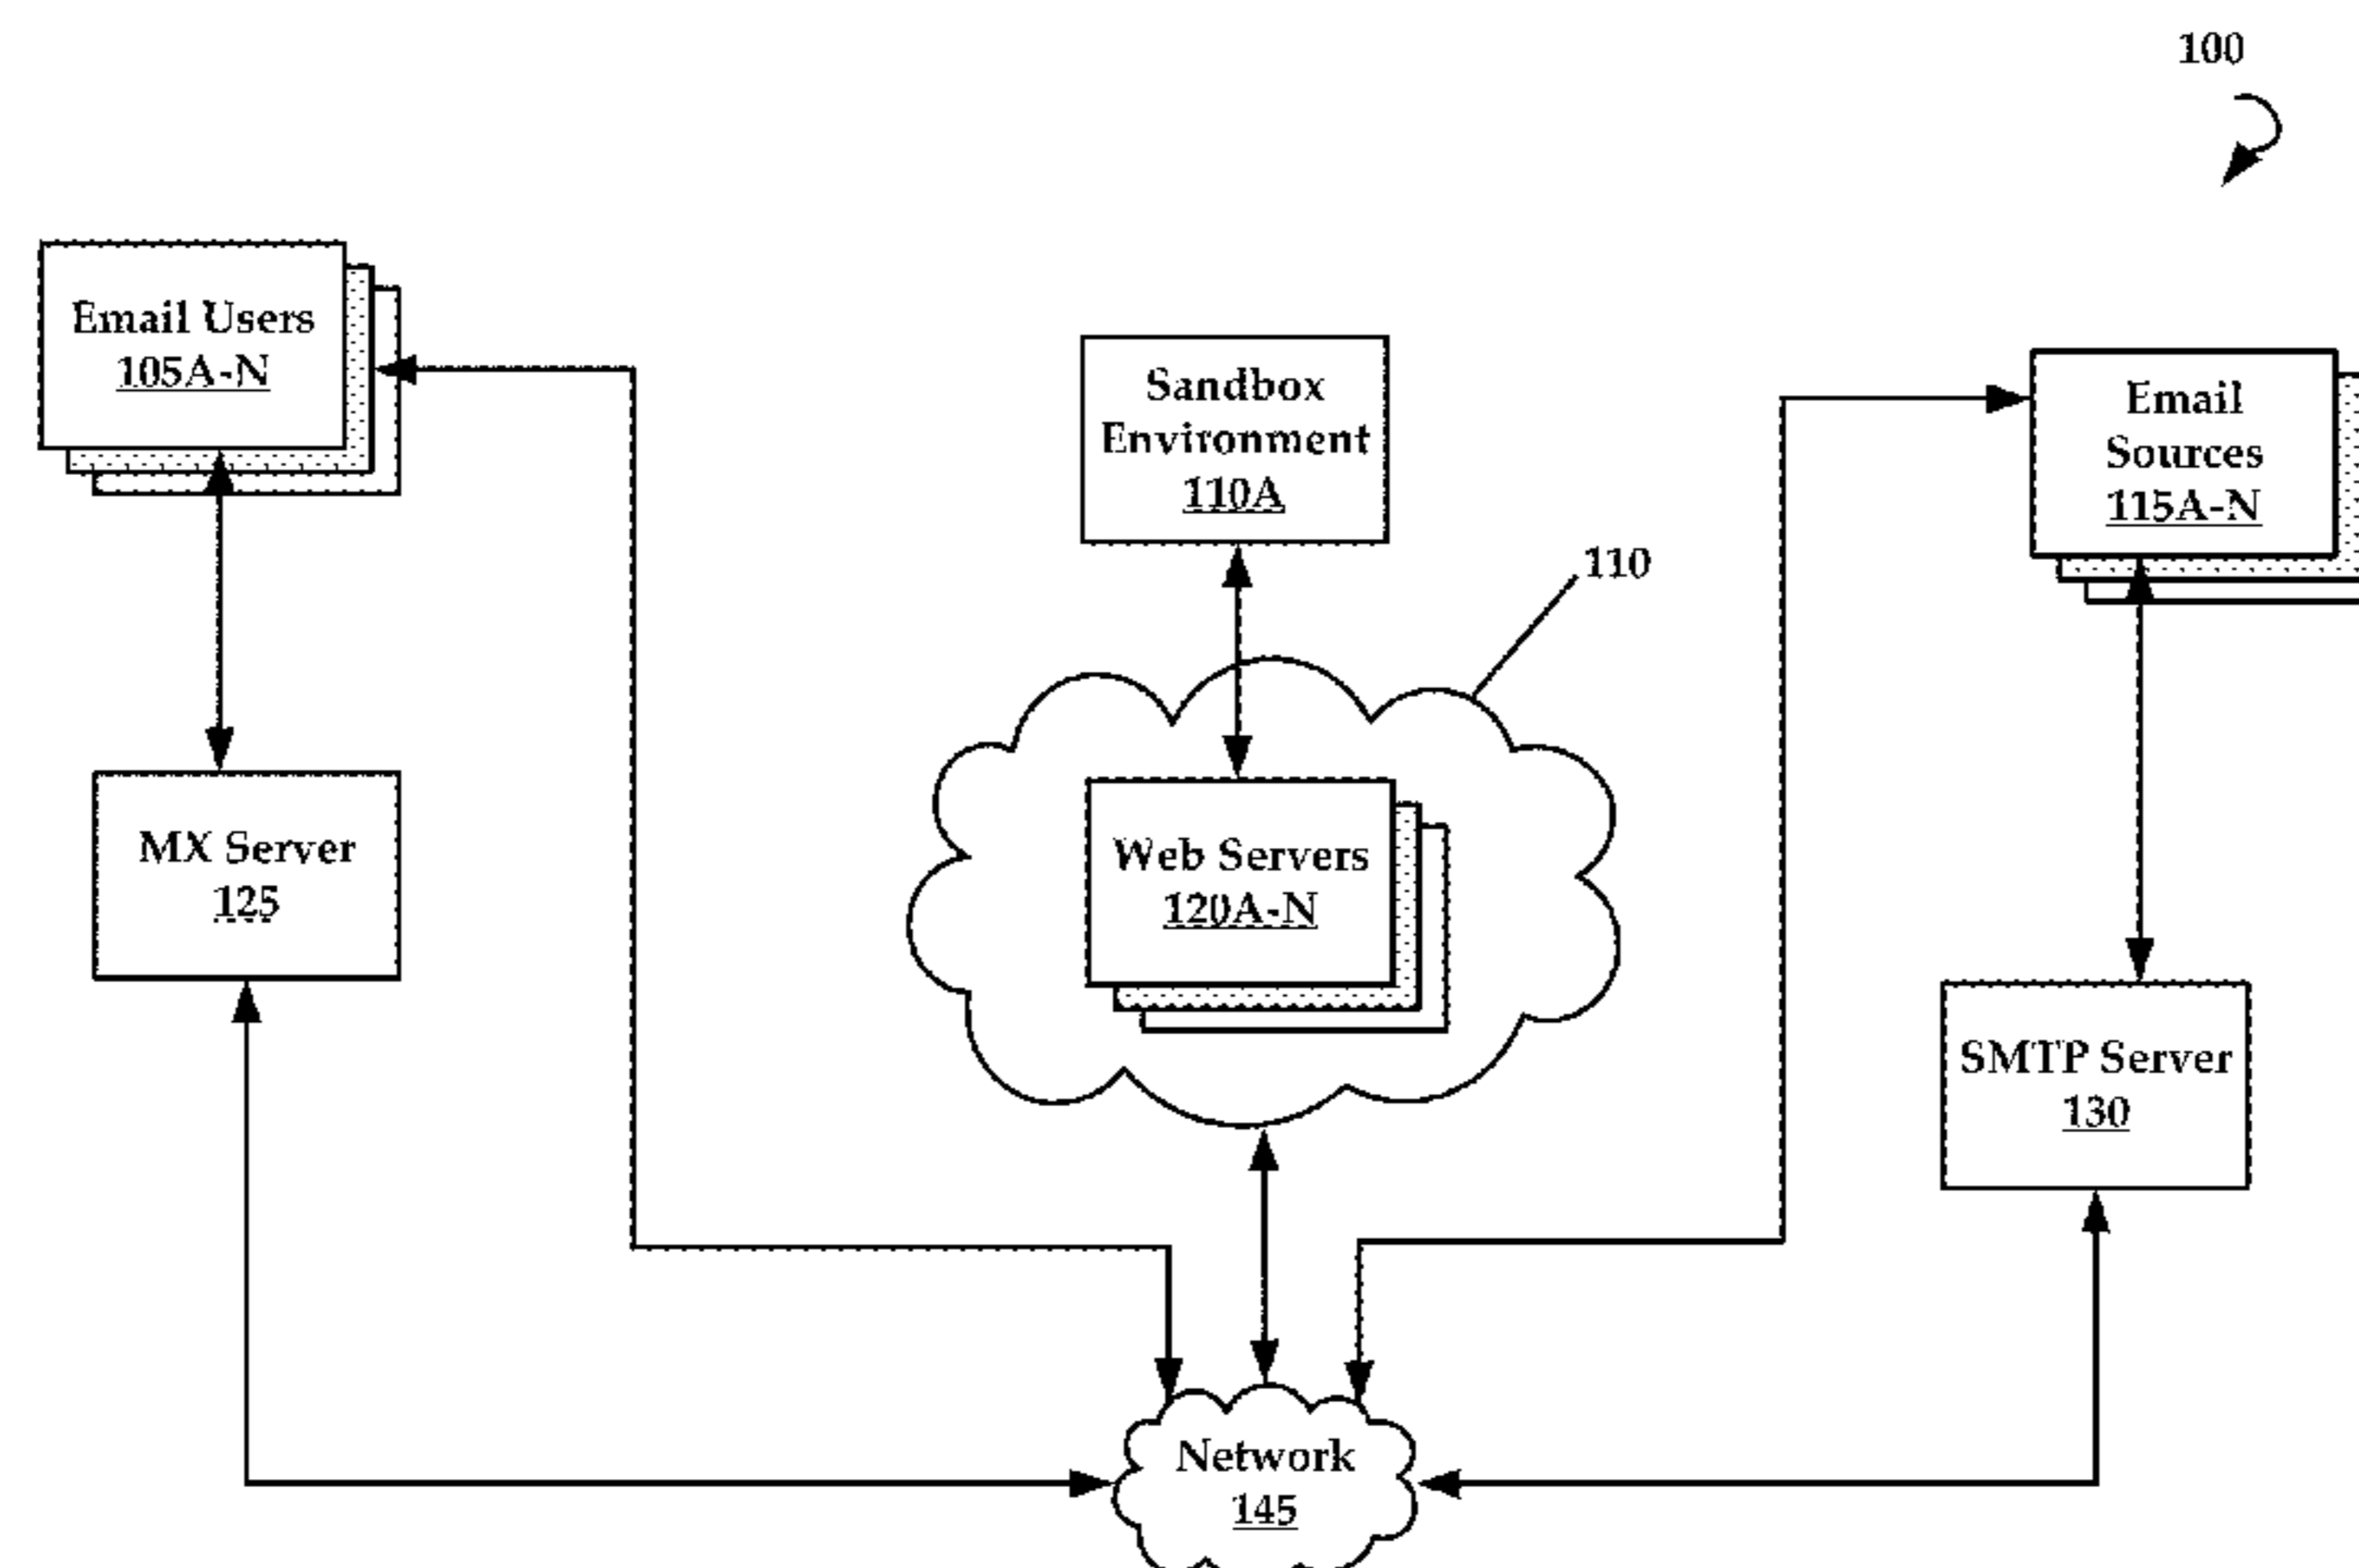 100
Email Users
105A-N
Sandbox
Environment
110A
Email
Sources
115A-N
110
MX Server
125
Web Servers
120A-N
SMTP Server
130
Network
145